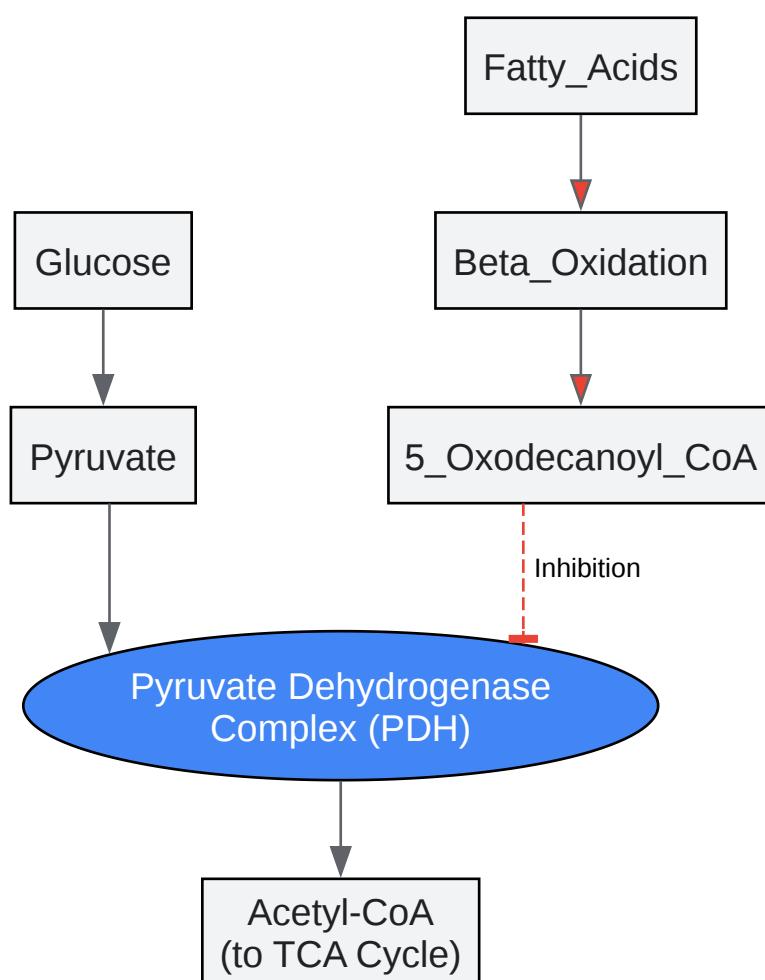 Fatty_Acids
Glucose
Beta_Oxidation
Pyruvate
5_Oxodecanoyl_CoA
Inhibition
Pyruvate Dehydrogenase
Complex (PDH)
Acetyl-CoA
(to TCA Cycle)